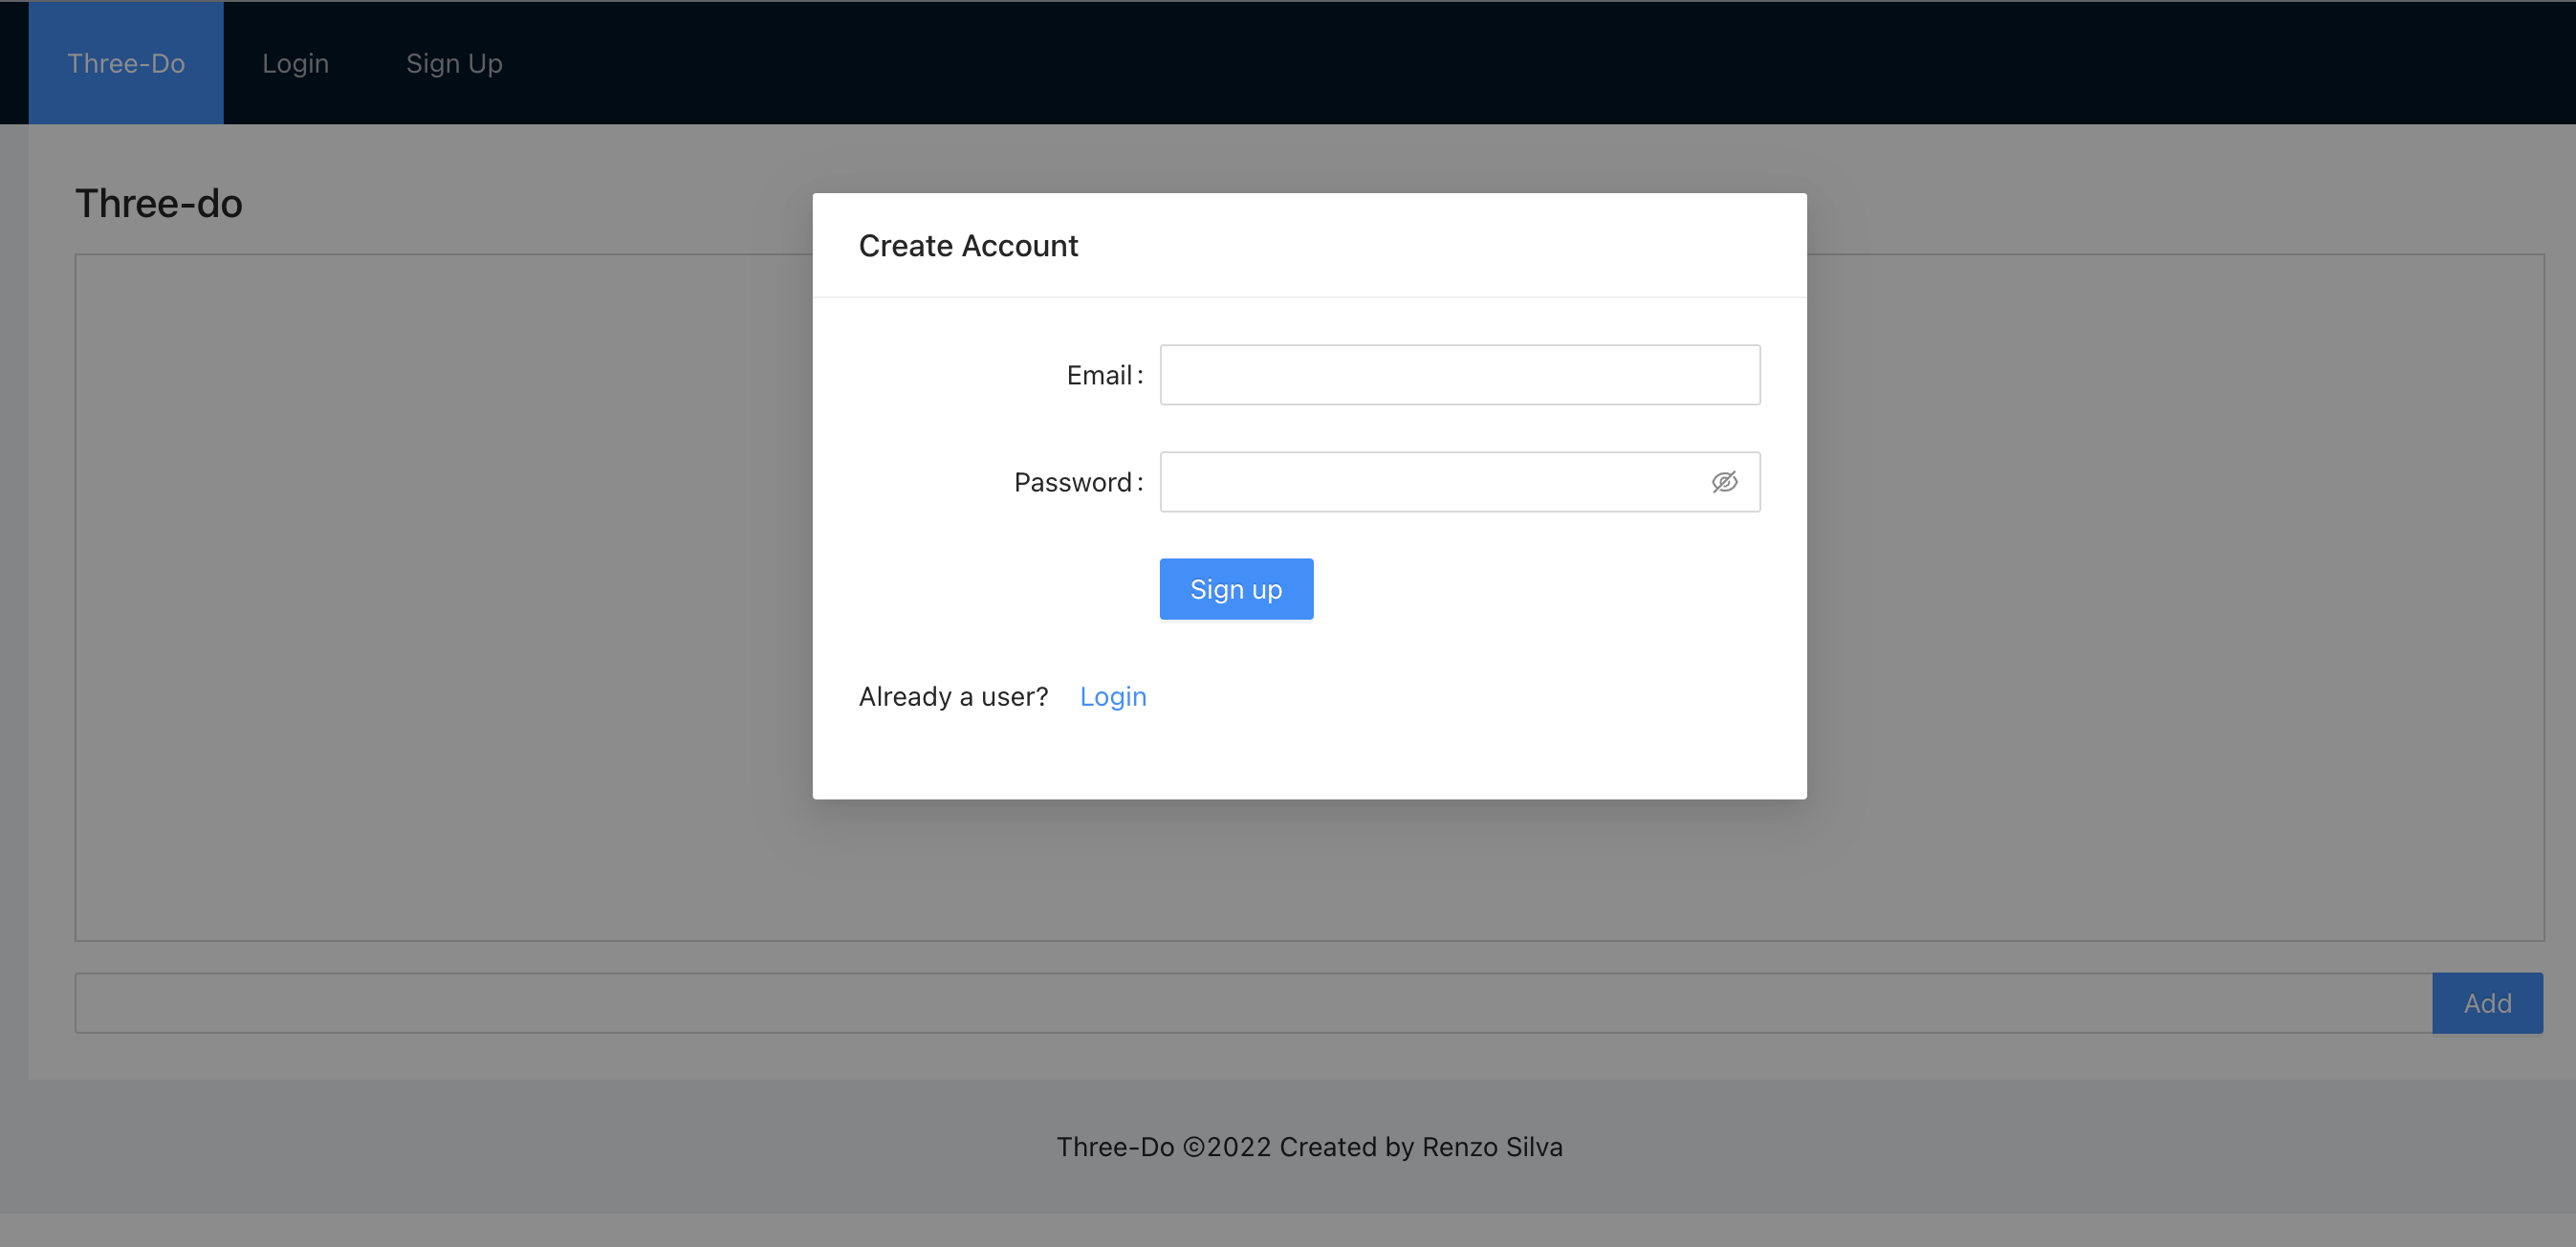 Three-Do Login Sign Up
Three-do
Create Account
Email :
Password :
Sign up
Already a user? Login
Add
Three-Do ©2022 Created by Renzo Silva